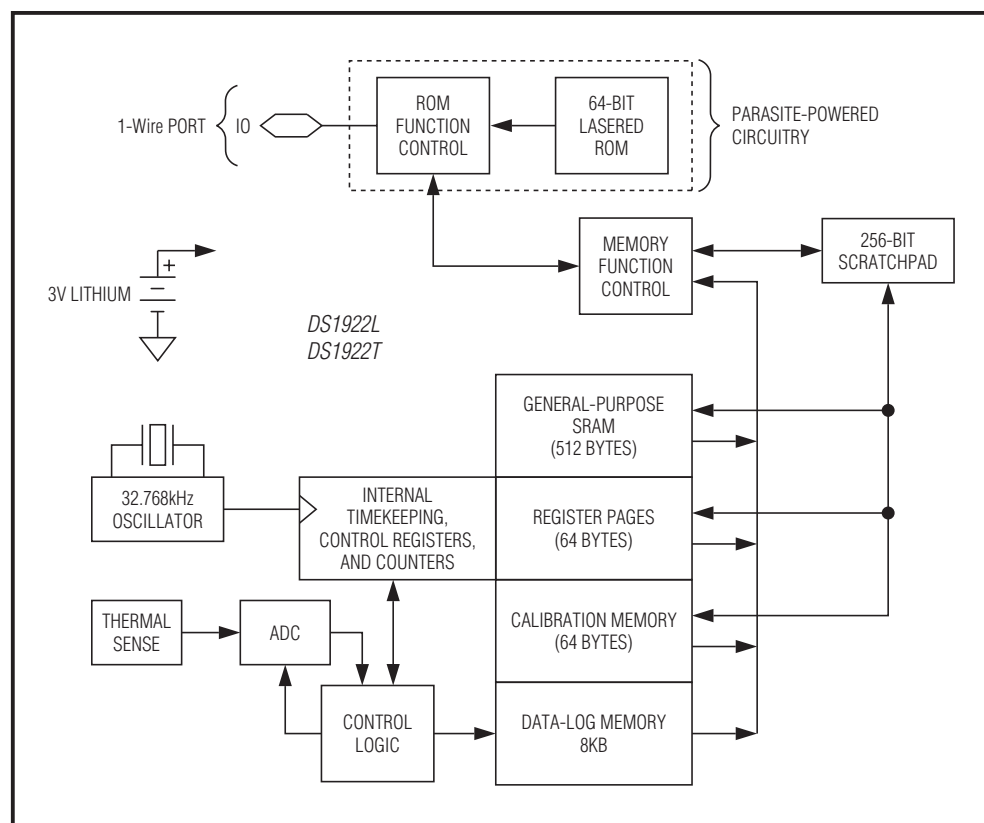 1-Wire PORT
IO
ROM
FUNCTION
CONTROL
64-BIT
LASERED
ROM
PARASITE-POWERED
CIRCUITRY
MEMORY
FUNCTION
CONTROL
256-BIT
SCRATCHPAD
+
3V LITHIUM
DS1922L
DS1922T
GENERAL-PURPOSE
SRAM
(512 BYTES)
32.768kHz
OSCILLATOR
INTERNAL
TIMEKEEPING,
CONTROL REGISTERS,
AND COUNTERS
REGISTER PAGES
(64 BYTES)
THERMAL
SENSE
ADC
CALIBRATION MEMORY
(64 BYTES)
CONTROL
LOGIC
DATA-LOG MEMORY
8KB